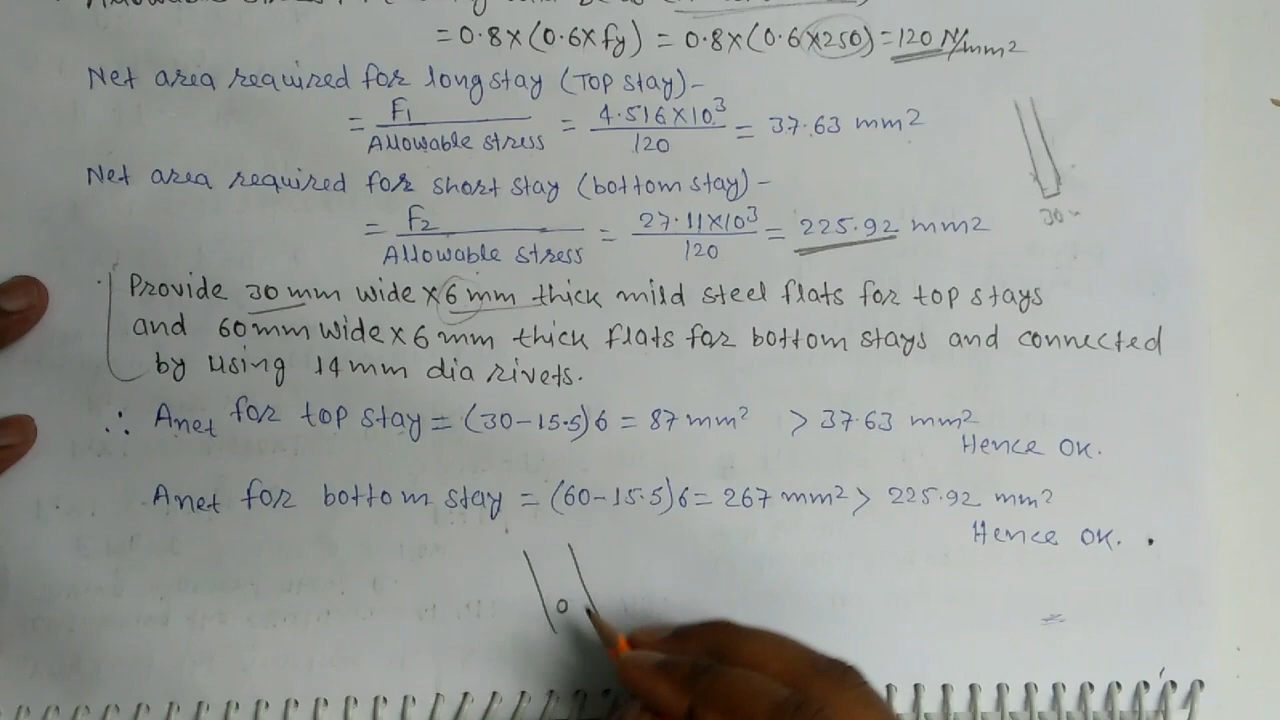 = 0.8×(0.6×fy) = 0.8×(0.6×250) = 120 N/mm2
Net area required for long stay (Top stay)-
= F1 / Allowable stress = 4.516×10^3 / 120 = 37.63 mm2
Net area required for short stay (bottom stay)-
= F2 / Allowable stress = 27.11×10^3 / 120 = 225.92 mm2
30
Provide 30 mm wide × 6 mm thick mild steel flats for top stays
and 60 mm wide × 6 mm thick flats for bottom stays and connected
by using 14 mm dia rivets.
∴ Anet for top stay = (30-15.5)6 = 87 mm² > 37.63 mm2
Hence OK.
Anet for bottom stay = (60-15.5)6 = 267 mm² > 225.92 mm2
Hence OK.